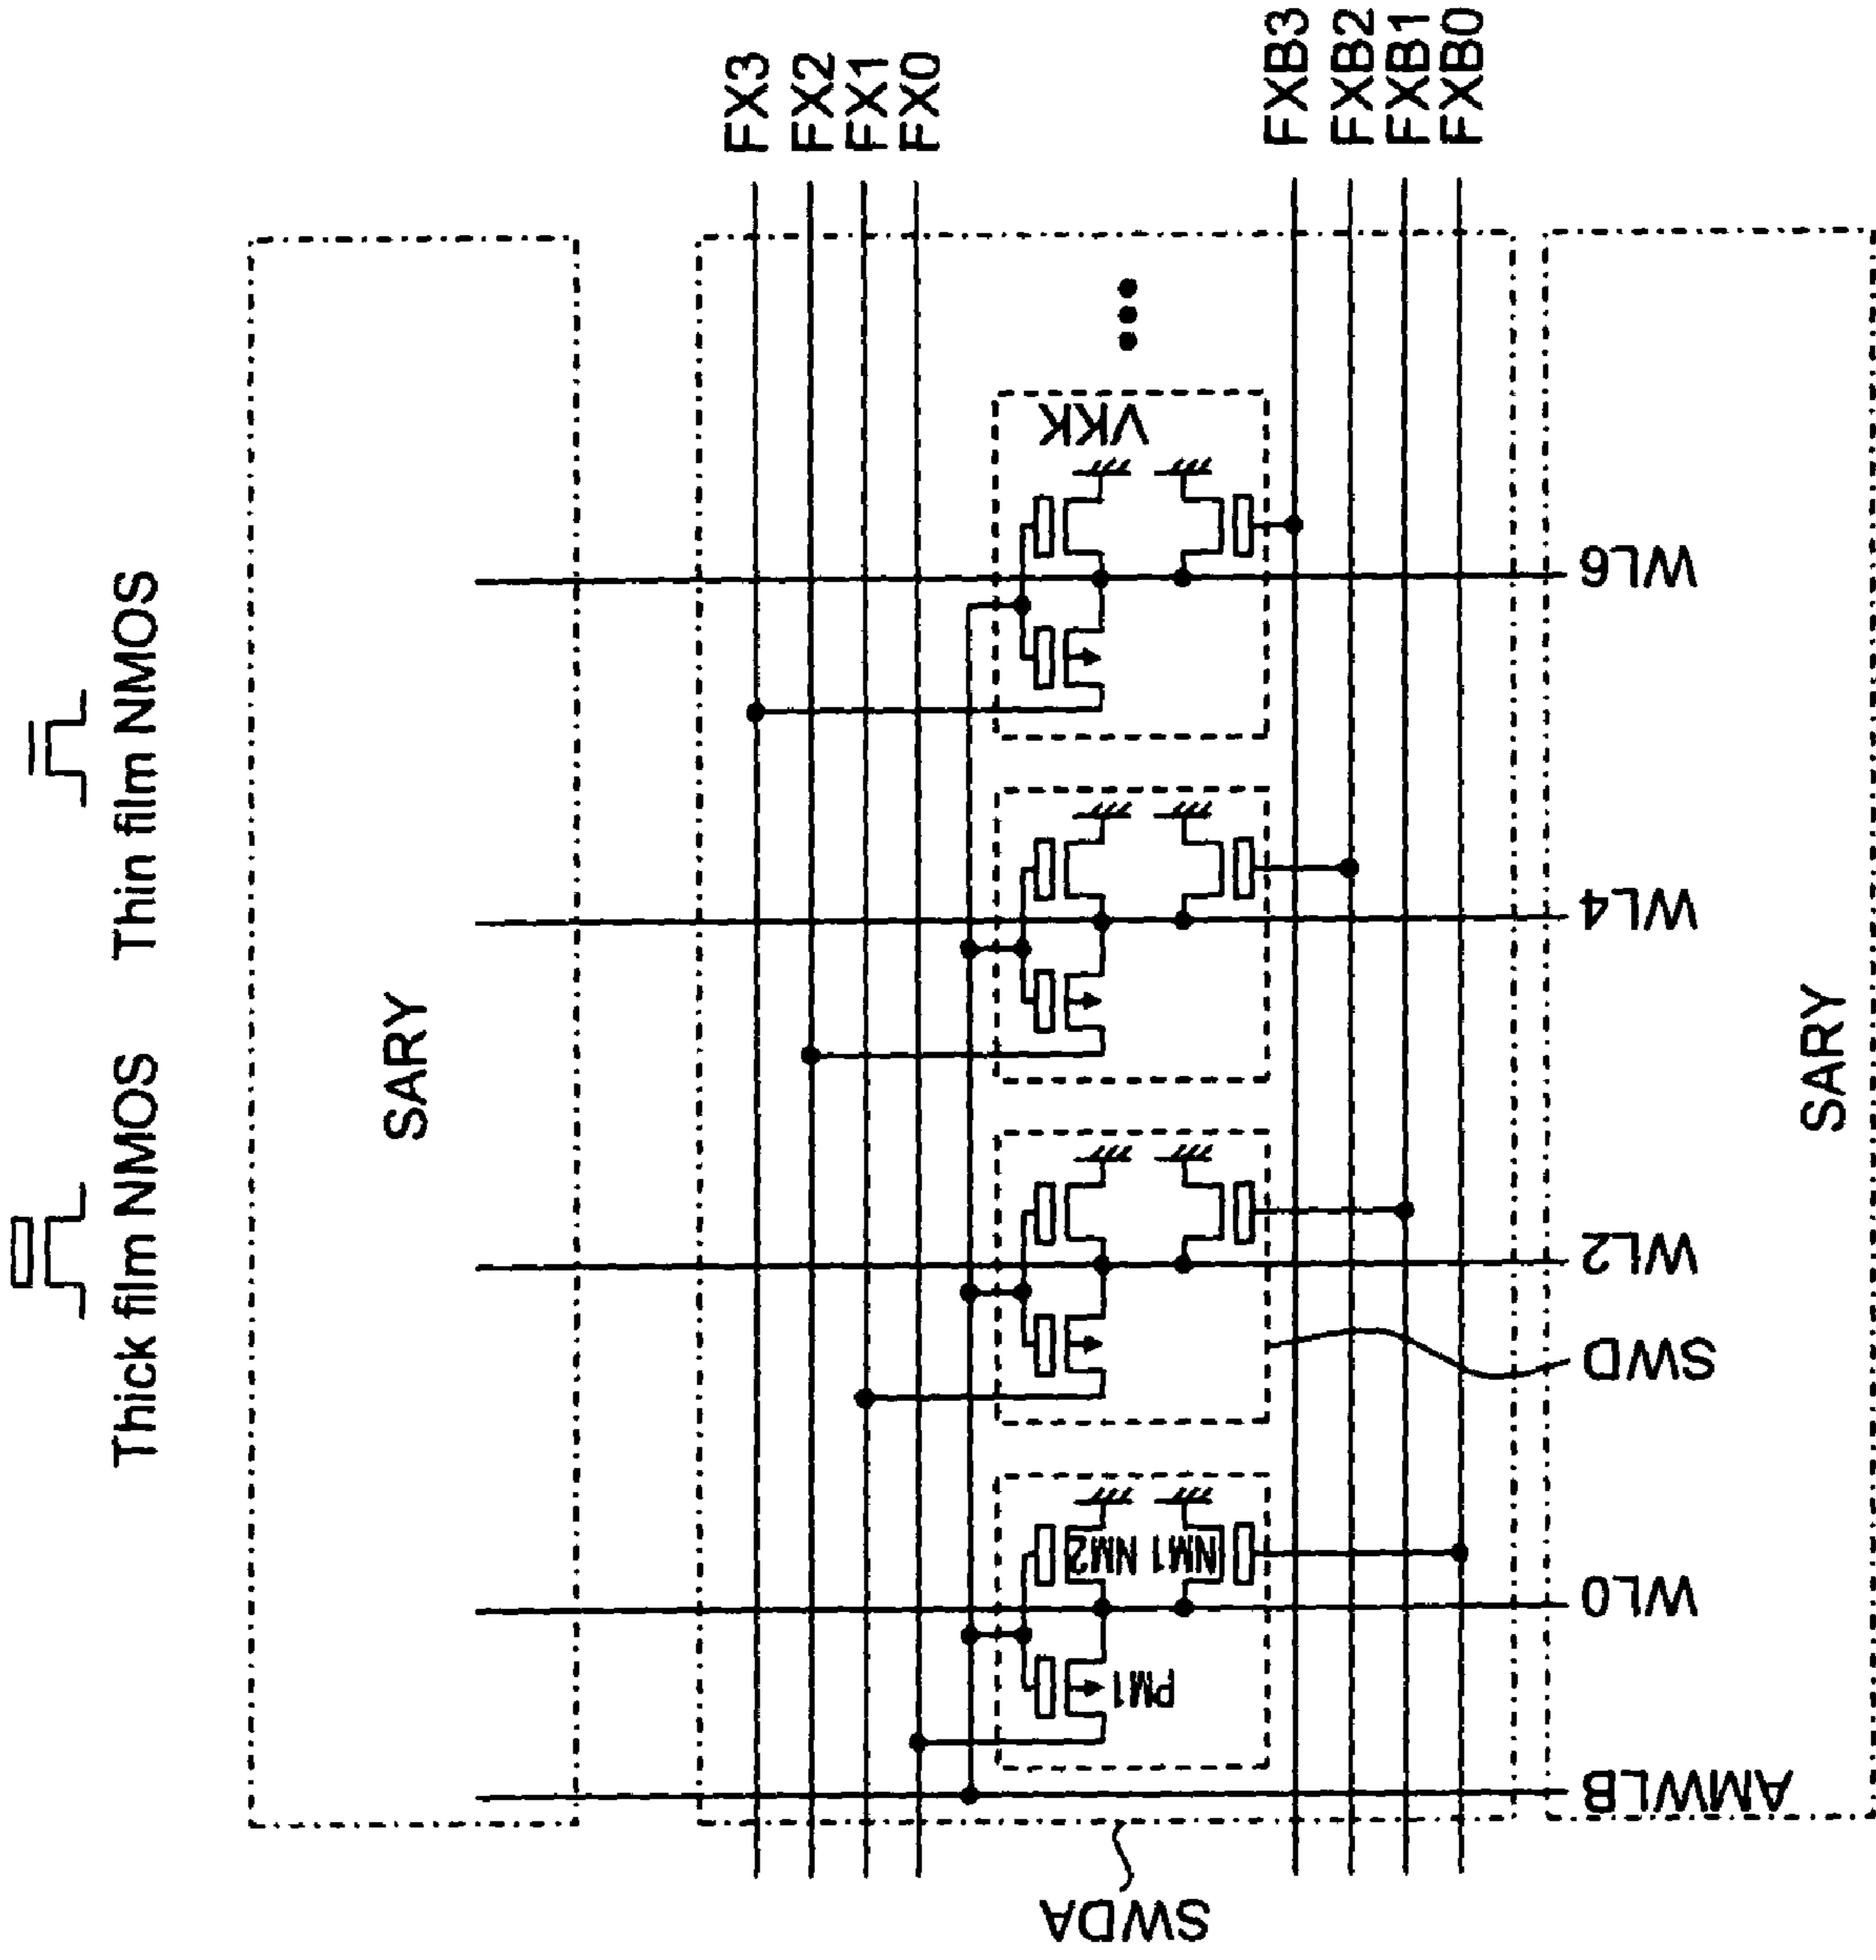 Thick film NMOS
Thin film NMOS
SARY
FX3
FX2
FX1
FX0
FXB3
FXB2
FXB1
FXB0
VKK
PM1
NM2
NM1
SWDA
AMWLB
WL0
SWD
WL2
WL4
WL6
SARY